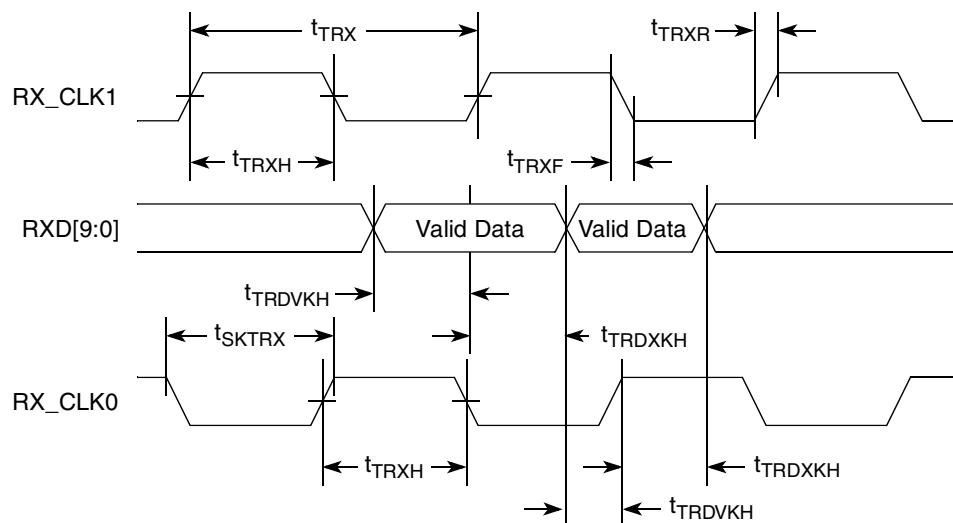 tTRX
tTRXR
RX_CLK1
tTRXH
tTRXF
RXD[9:0]
Valid Data
Valid Data
tTRDVKH
tSKTRX
tTRDXKH
RX_CLK0
tTRXH
tTRDXKH
tTRDVKH